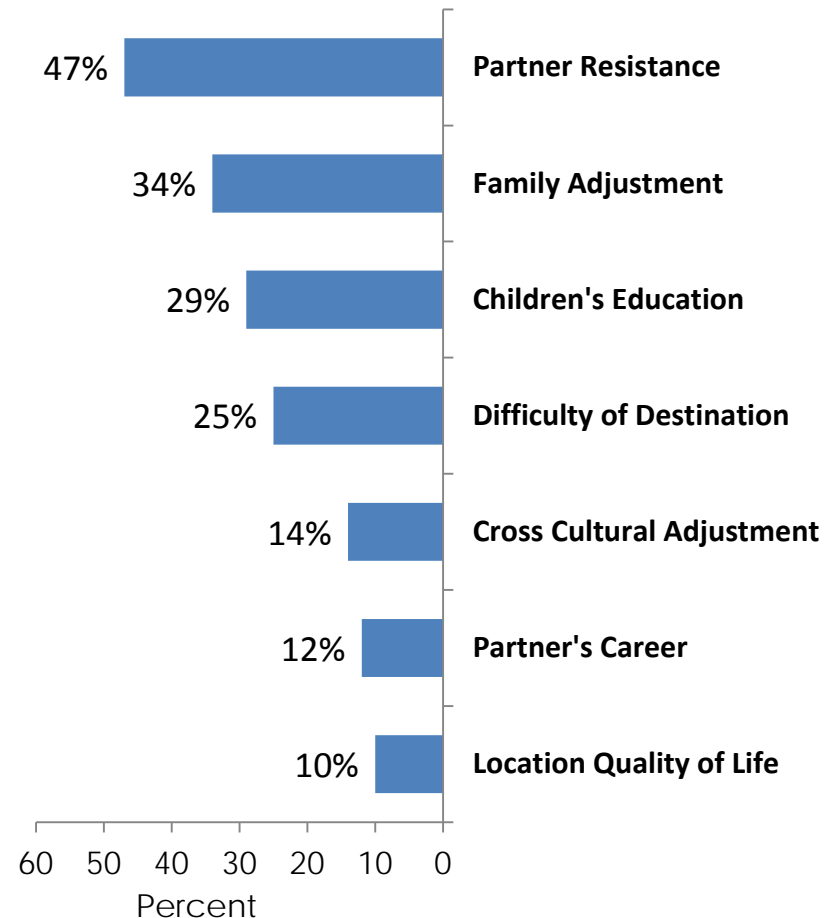 47% Partner Resistance
34% Family Adjustment
29% Children's Education
25% Difficulty of Destination
14% Cross Cultural Adjustment
12% Partner's Career
10% Location Quality of Life
60 50 40 30 20 10 0
Percent